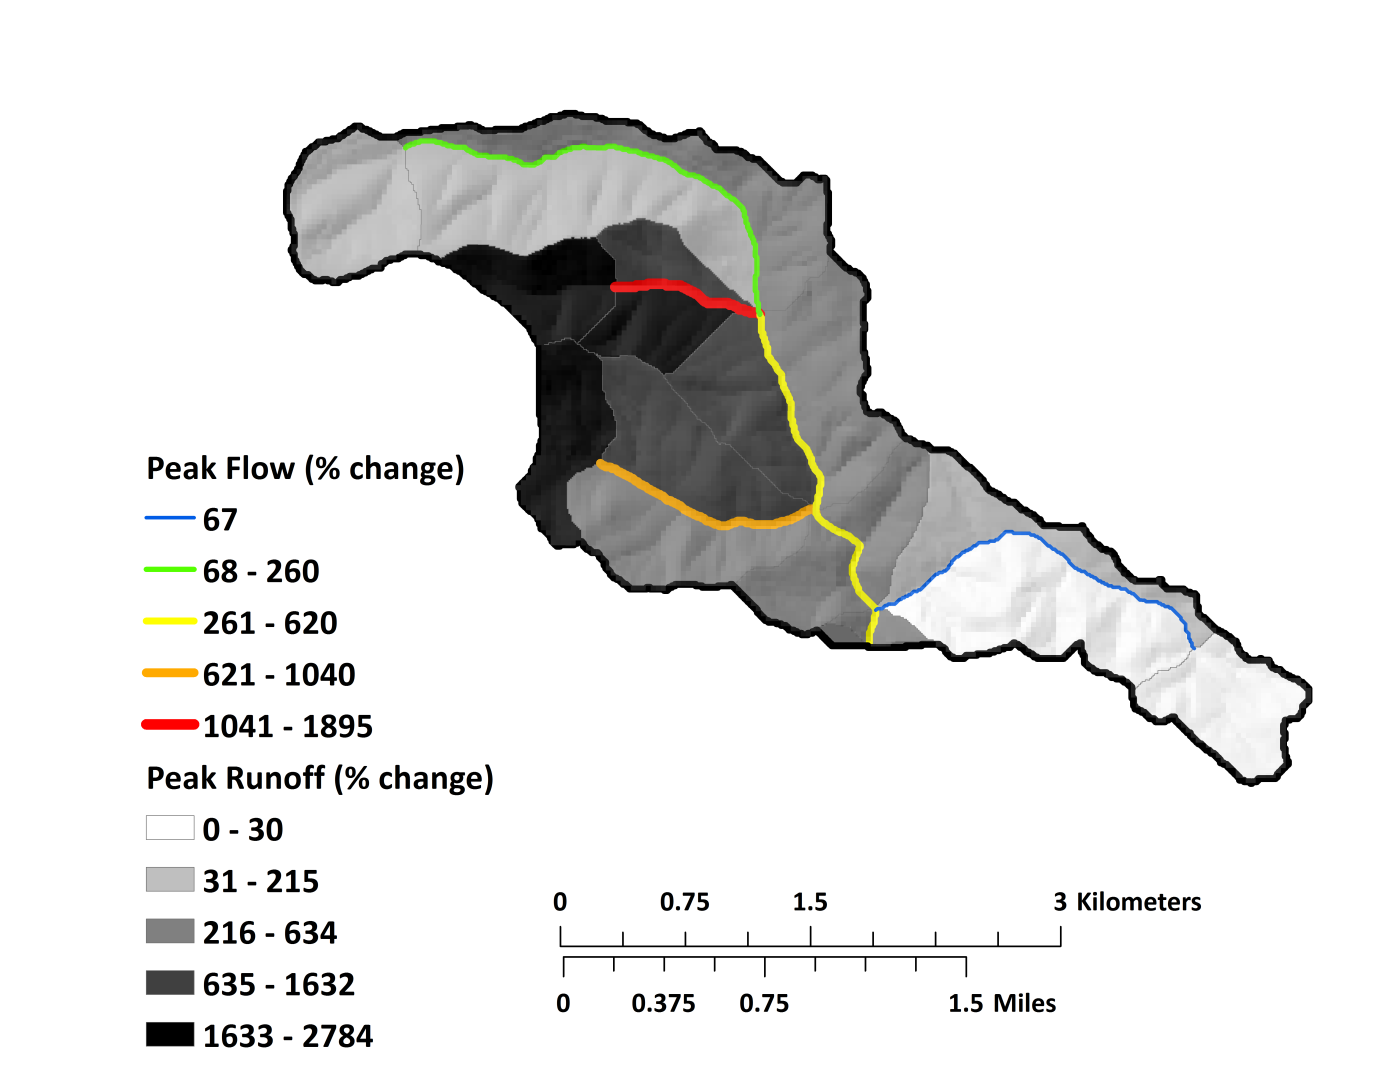 Peak Flow (% change)
67
68 - 260
261 - 620
621 - 1040
1041 - 1895
Peak Runoff (% change)
0 - 30
31 - 215
216 - 634
635 - 1632
1633 - 2784
0 0.75 1.5 3 Kilometers
0 0.375 0.75 1.5 Miles